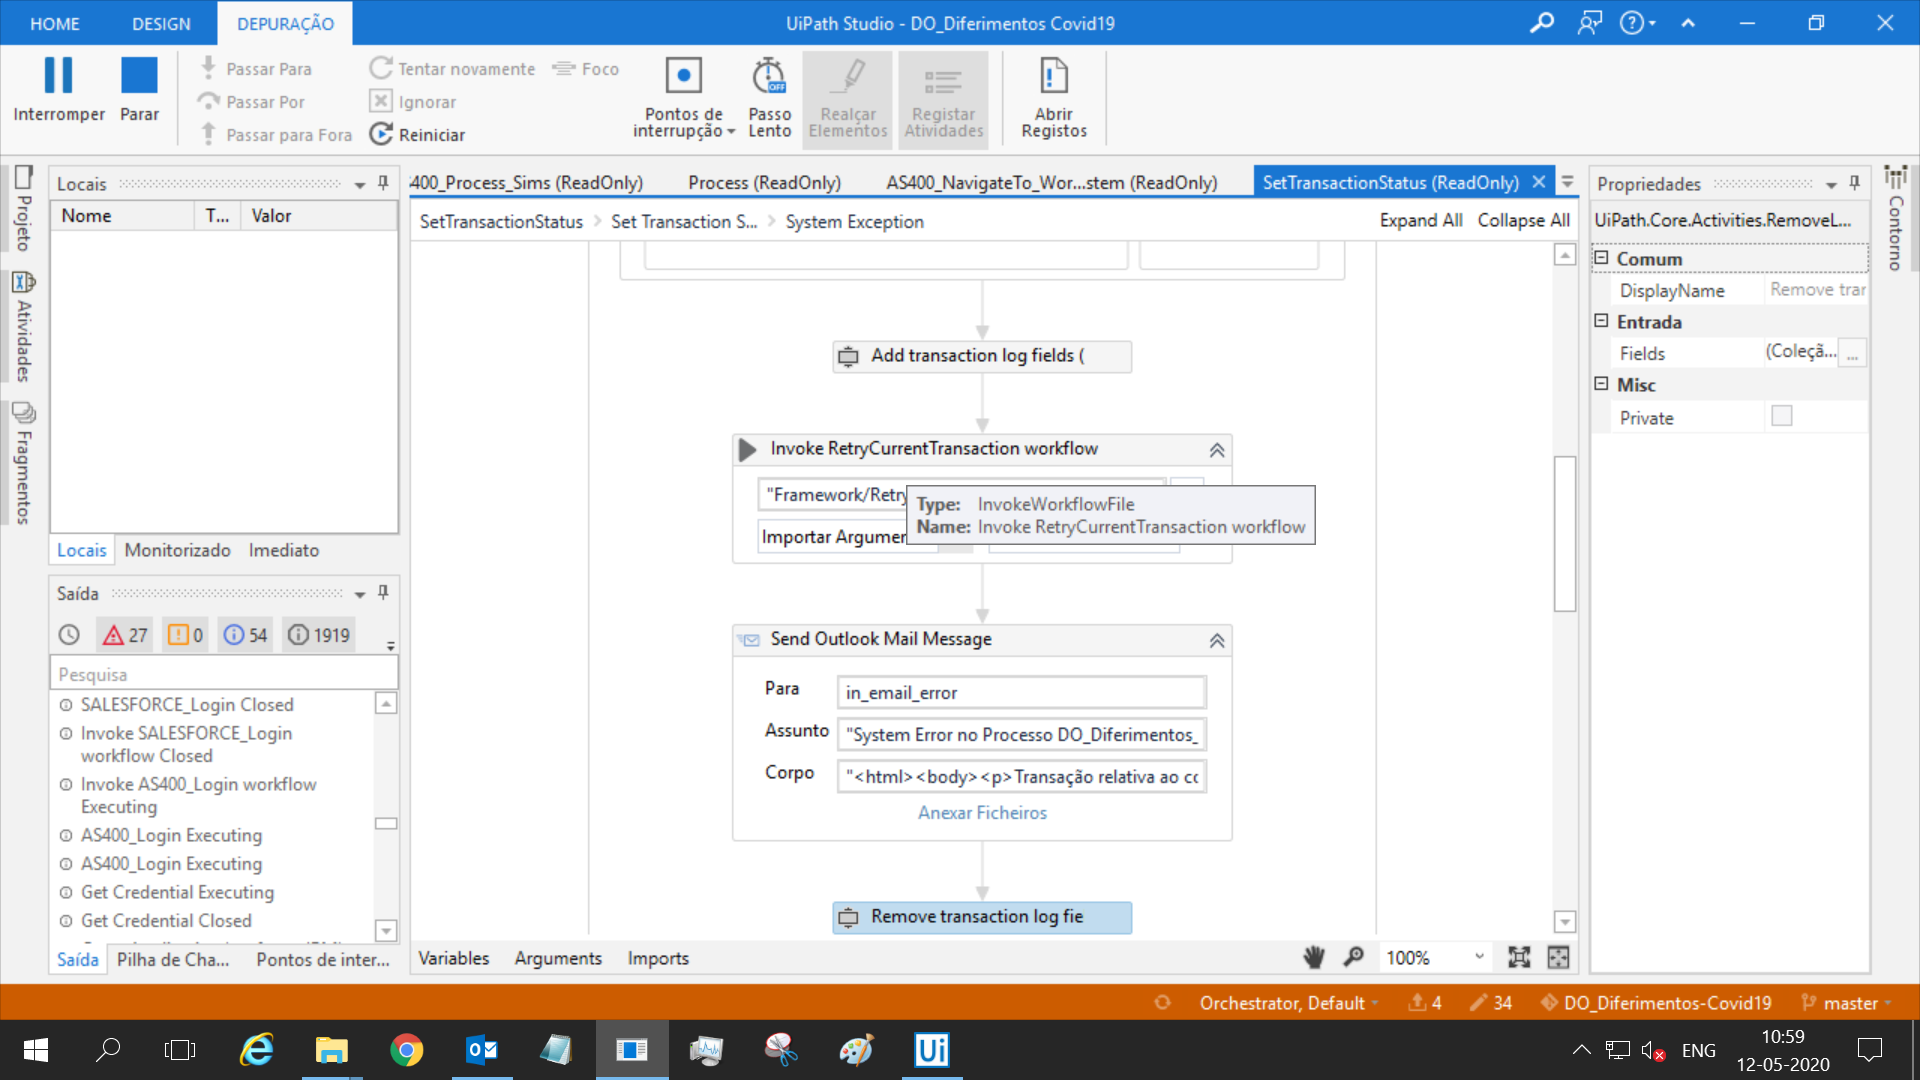 HOME DESIGN DEPURAÇÃO UiPath Studio - DO_Diferimentos Covid19
Interromper Parar
Passar Para
Passar Por
Passar para Fora
Tentar novamente
Ignorar
Reiniciar
Foco
Pontos de
interrupção
Passo
Lento
Realçar
Elementos
Registar
Atividades
Abrir
Registos
Projeto
Atividades
Fragmentos
Locais
Nome T... Valor
Locais Monitorizado Imediato
Saída
27 0 54 1919
Pesquisa
SALESFORCE_Login Closed
Invoke SALESFORCE_Login
workflow Closed
Invoke AS400_Login workflow
Executing
AS400_Login Executing
AS400_Login Executing
Get Credential Executing
Get Credential Closed
Saída Pilha de Cha... Pontos de inter...
400_Process_Sims (ReadOnly) Process (ReadOnly) AS400_NavigateTo_Wor...stem (ReadOnly) SetTransactionStatus (ReadOnly)
SetTransactionStatus Set Transaction S... System Exception Expand All Collapse All
Add transaction log fields (
Invoke RetryCurrentTransaction workflow
"Framework/Retry
Importar Argumen
Type: InvokeWorkflowFile
Name: Invoke RetryCurrentTransaction workflow
Send Outlook Mail Message
Para in_email_error
Assunto "System Error no Processo DO_Diferimentos_
Corpo "<html><body><p>Transação relativa ao co
Anexar Ficheiros
Remove transaction log fie
Variables Arguments Imports 100%
Propriedades
UiPath.Core.Activities.RemoveL...
Comum
DisplayName Remove tran
Entrada
Fields (Coleçã... ...
Misc
Private
Contorno
Orchestrator, Default 4 34 DO_Diferimentos-Covid19 master
OFF
Ui
ENG
10:59
12-05-2020